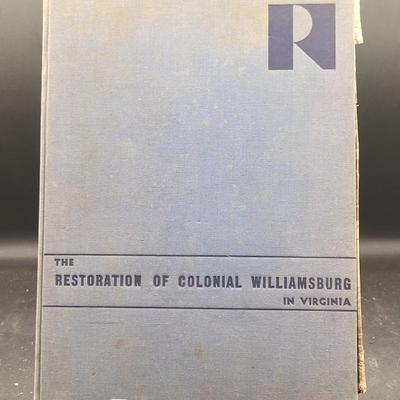 R
THE
RESTORATION OF COLONIAL WILLIAMSBURG
IN VIRGINIA